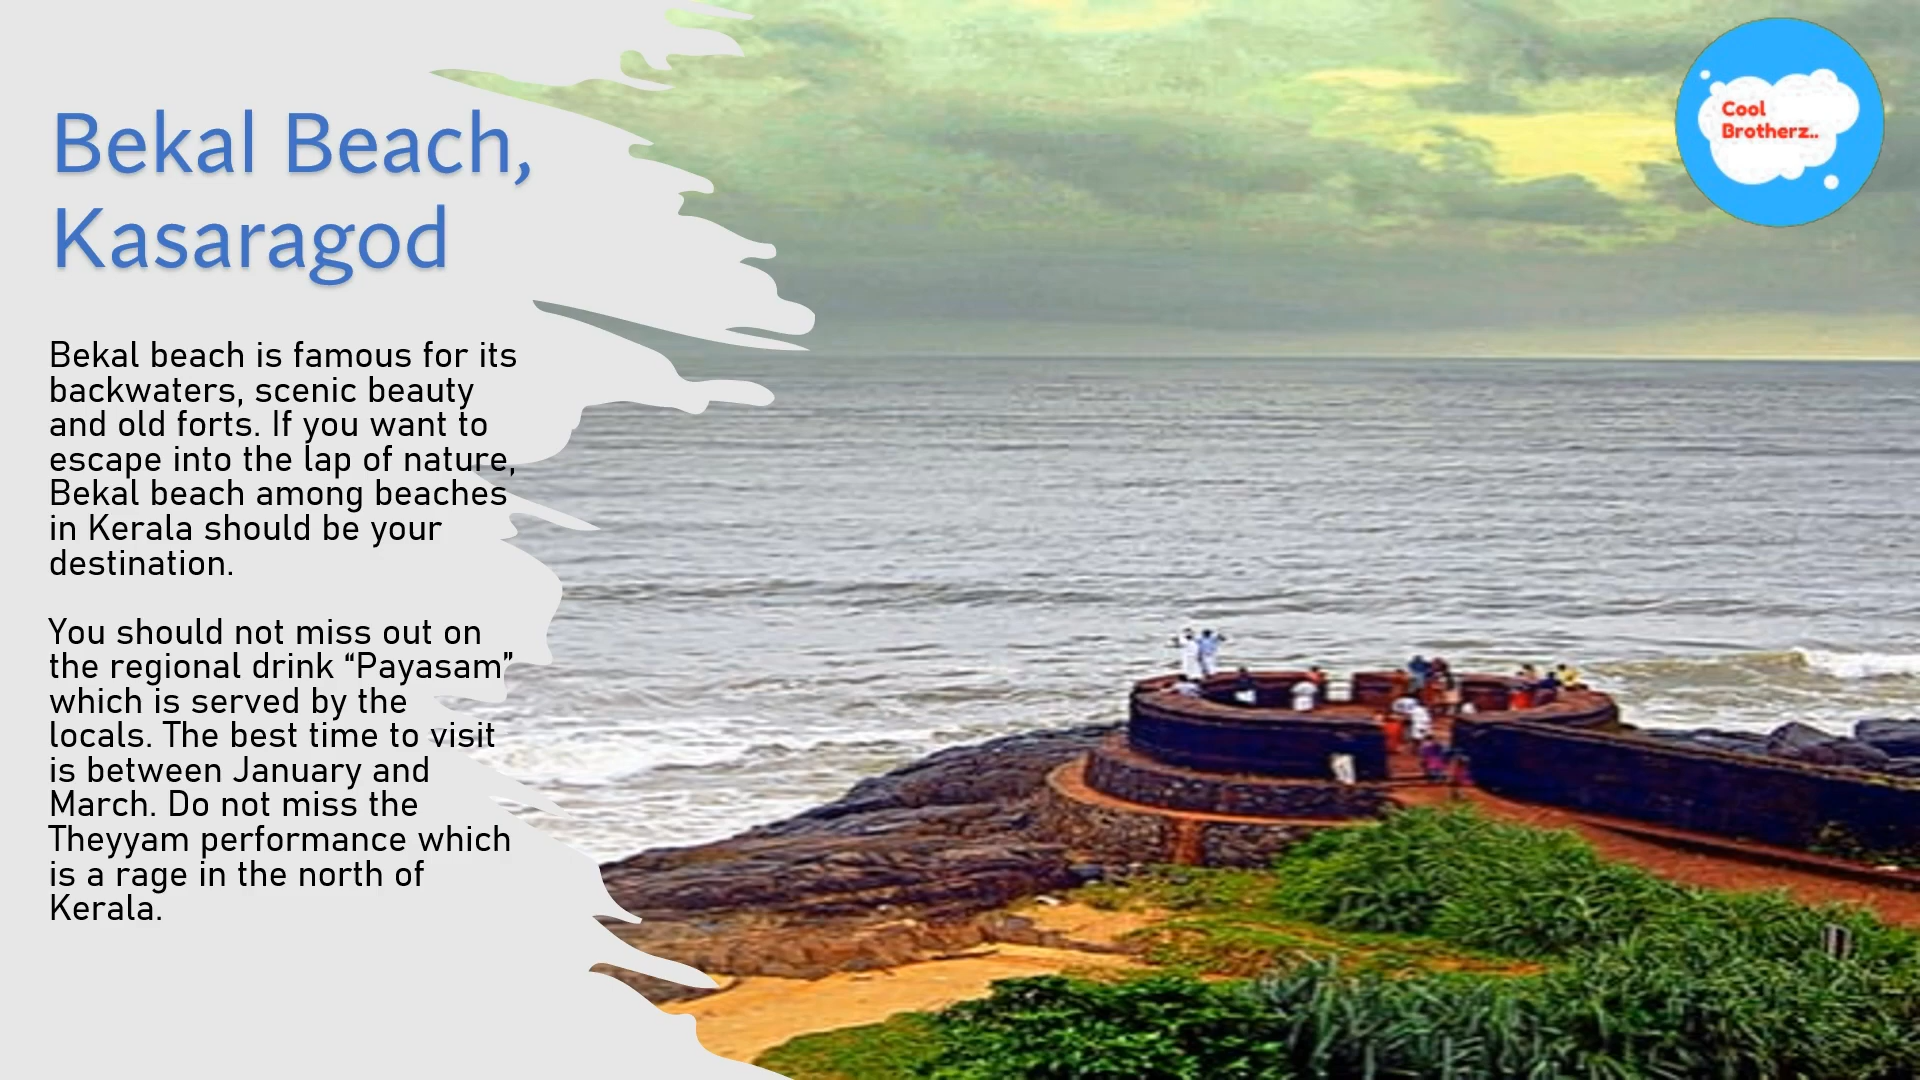 Bekal Beach,
Kasaragod
Cool
Brotherz..
Bekal beach is famous for its
backwaters, scenic beauty
and old forts. If you want to
escape into the lap of nature,
Bekal beach among beaches
in Kerala should be your
destination.
You should not miss out on
the regional drink “Payasam”
which is served by the
locals. The best time to visit
is between January and
March. Do not miss the
Theyyam performance which
is a rage in the north of
Kerala.